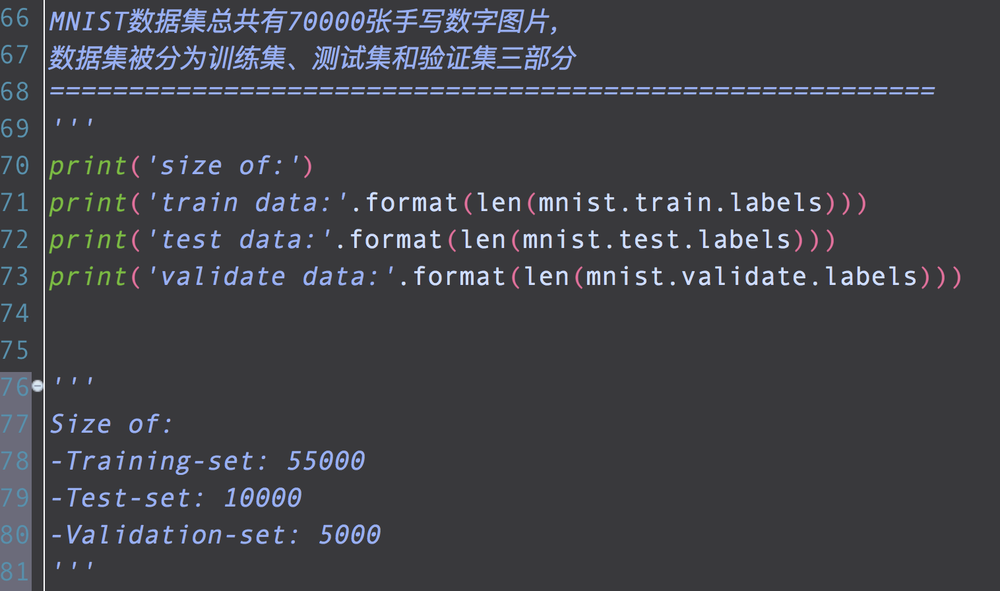 66 MNIST数据集总共有70000张手写数字图片,
67 数据集被分为训练集、测试集和验证集三部分
68 ========================================================
69 '''
70 print('size of:')
71 print('train data:'.format(len(mnist.train.labels)))
72 print('test data:'.format(len(mnist.test.labels)))
73 print('validate data:'.format(len(mnist.validate.labels)))
74
75
76 '''
77 Size of:
78 -Training-set: 55000
79 -Test-set: 10000
80 -Validation-set: 5000
81 '''